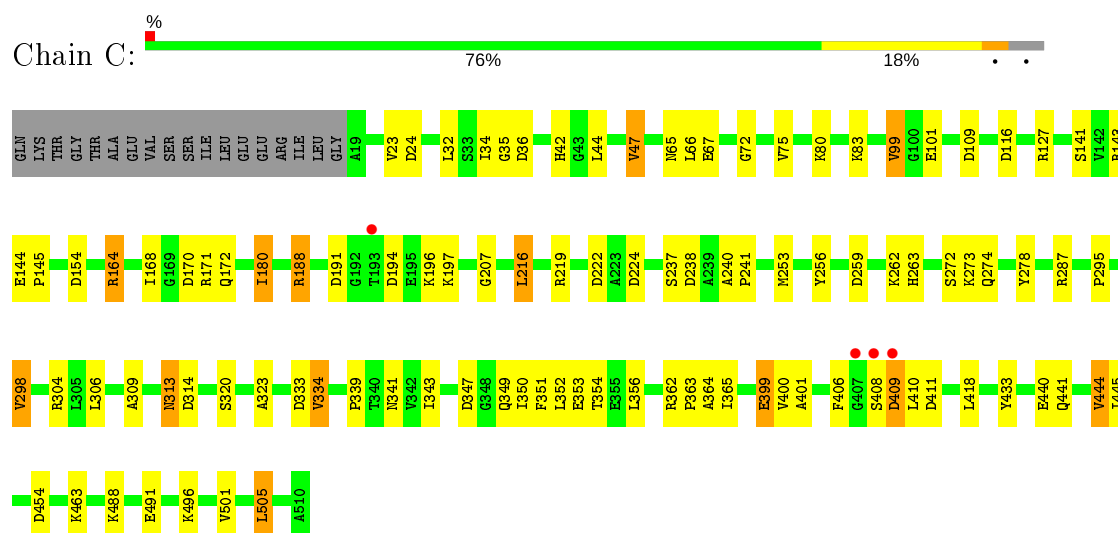 %
Chain C:
76% 18% • •
GLN LYS THR GLY THR ALA GLU VAL SER SER ILE LEU GLU GLU ARG ILE LEU GLY A19 V23 D24 L32 S33 I34 G35 D36 H42 G43 L44 V47 N65 L66 E67 G72 V75 K80 K83 V99 G100 E101 D109 D116 R127 S141 V142 R143
E144 P145 D154 R164 I168 G169 D170 R171 Q172 I180 R188 D191 G192 T193 D194 E195 K196 K197 G207 L216 R219 D222 A223 D224 S237 D238 A239 A240 P241 M253 Y256 D259 K262 H263 S272 K273 Q274 Y278 R287 P295
V298 R304 L305 L306 A309 N313 D314 S320 A323 D333 V334 P339 T340 N341 V342 I343 D347 G348 Q349 I350 F351 L352 E353 T354 E355 L356 R362 P363 A364 I365 E399 V400 A401 F406 G407 S408 D409 L410 D411 L418 Y433 E440 Q441 V444 I445
D454 K463 K488 E491 K496 V501 L505 A510